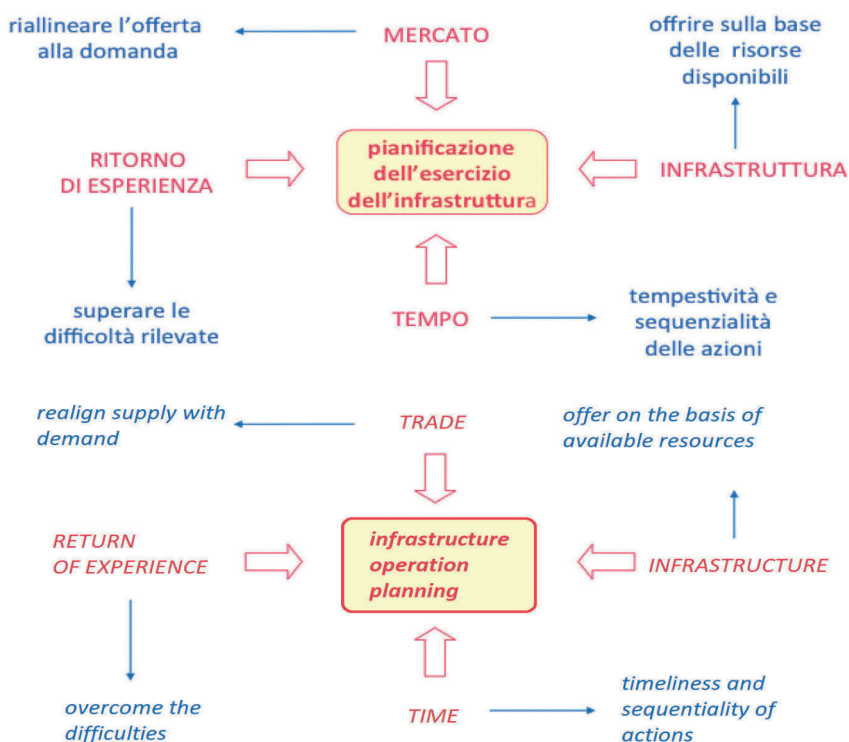 riallineare l’offerta
alla domanda
MERCATO
offrire sulla base
delle risorse
disponibili
RITORNO
DI ESPERIENZA
pianificazione
dell’esercizio
dell’infrastruttura
INFRASTRUTTURA
superare le
difficoltà rilevate
TEMPO
tempestività e
sequenzialità
delle azioni
realign supply with
demand
TRADE
offer on the basis of
available resources
RETURN
OF EXPERIENCE
infrastructure
operation
planning
INFRASTRUCTURE
overcome the
difficulties
TIME
timeliness and
sequentiality of
actions